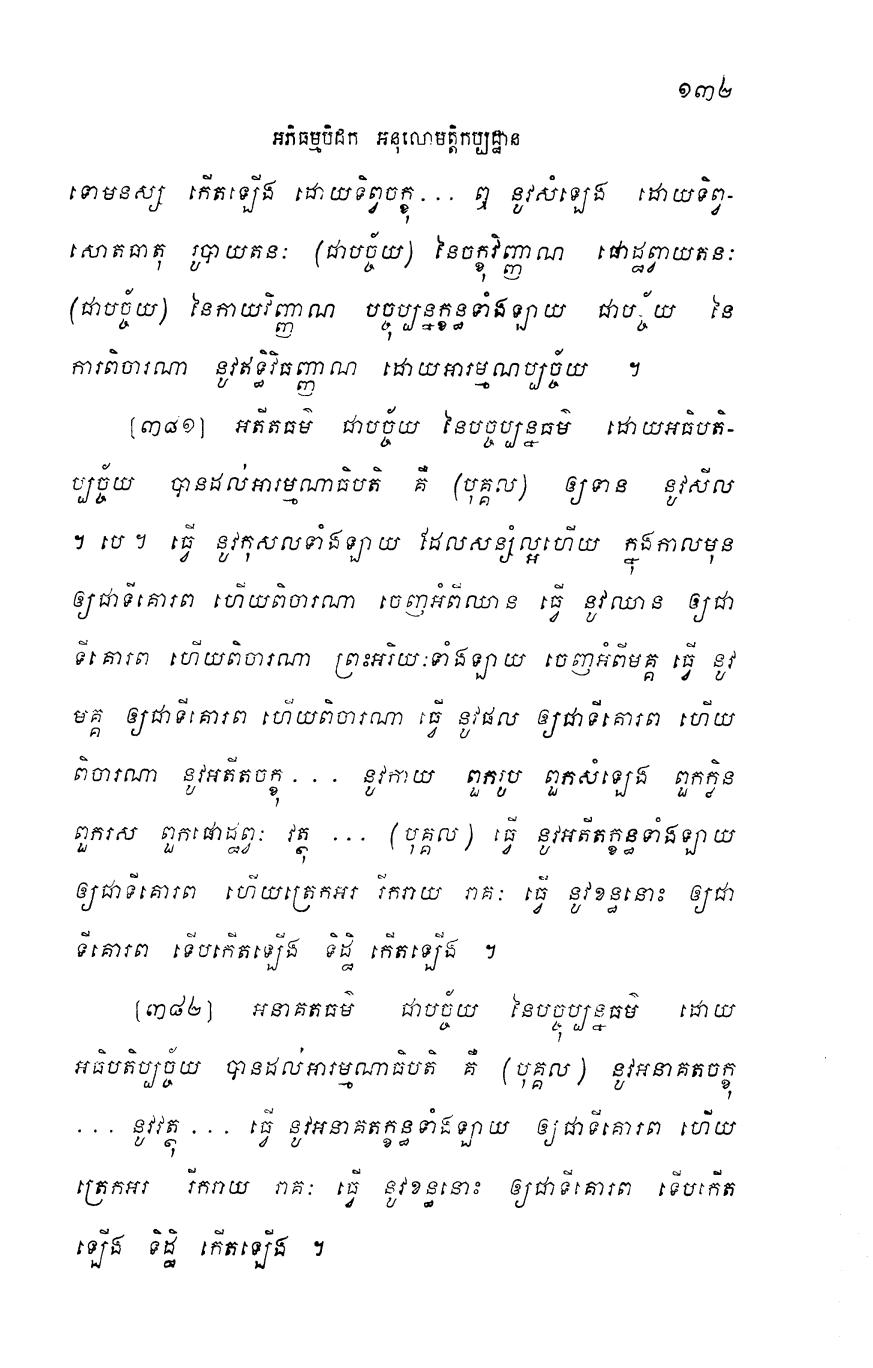 ១៣២
អភិធម្មបិដក អនុលោមត្តិកប្បដ្ឋាន
ទោមនស្ស កើតឡើង ដោយទិព្វចក្ខុ... ឮ នូវសំឡេង ដោយទិព្វ-
សោតធាតុ រូបាយតនៈ (ជាបច្ច័យ) នៃចក្ខុវិញ្ញាណ ផោដ្ឋព្វាយតនៈ
(ជាបច្ច័យ) នៃកាយវិញ្ញាណ បច្ចុប្បន្នក្ខន្ធទាំងឡាយ ជាបច្ច័យ នៃ
ការពិចារណា នូវឥទ្ធិវិធញ្ញាណ ដោយអារម្មណប្បច្ច័យ ។
[៣៨១] អតីតធម៌ ជាបច្ច័យ នៃបច្ចុប្បន្នធម៌ ដោយអធិបតិ-
ប្បច្ច័យ បានដល់អារម្មណាធិបតិ គឺ (បុគ្គល) ឲ្យទាន នូវសីល
។ បេ ។ ធ្វើ នូវកុសលទាំងឡាយ ដែលសន្សំល្អហើយ ក្នុងកាលមុន
ឲ្យជាទីគោរព ហើយពិចារណា ចេញអំពីឈាន ធ្វើ នូវឈាន ឲ្យជា
ទីគោរព ហើយពិចារណា ព្រះអរិយៈទាំងឡាយ ចេញអំពីមគ្គ ធ្វើ នូវ
មគ្គ ឲ្យជាទីគោរព ហើយពិចារណា ធ្វើ នូវផល ឲ្យជាទីគោរព ហើយ
ពិចារណា នូវអតីតចក្ខុ... នូវកាយ ពួករូប ពួកសំឡេង ពួកក្លិន
ពួករស ពួកផោដ្ឋព្វៈ វត្ថុ ... (បុគ្គល) ធ្វើ នូវអតីតក្ខន្ធទាំងឡាយ
ឲ្យជាទីគោរព ហើយត្រេកអរ រីករាយ រាគៈ ធ្វើ នូវខន្ធនោះ ឲ្យជា
ទីគោរព ទើបកើតឡើង ទិដ្ឋិ កើតឡើង ។
[៣៨២] អនាគតធម៌ ជាបច្ច័យ នៃបច្ចុប្បន្នធម៌ ដោយ
អធិបតិប្បច្ច័យ បានដល់អារម្មណាធិបតិ គឺ (បុគ្គល) នូវអនាគតចក្ខុ
... នូវវត្ថុ ... ធ្វើ នូវអនាគតក្ខន្ធទាំងឡាយ ឲ្យជាទីគោរព ហើយ
ត្រេកអរ រីករាយ រាគៈ ធ្វើ នូវខន្ធនោះ ឲ្យជាទីគោរព ទើបកើត
ឡើង ទិដ្ឋិ កើតឡើង ។